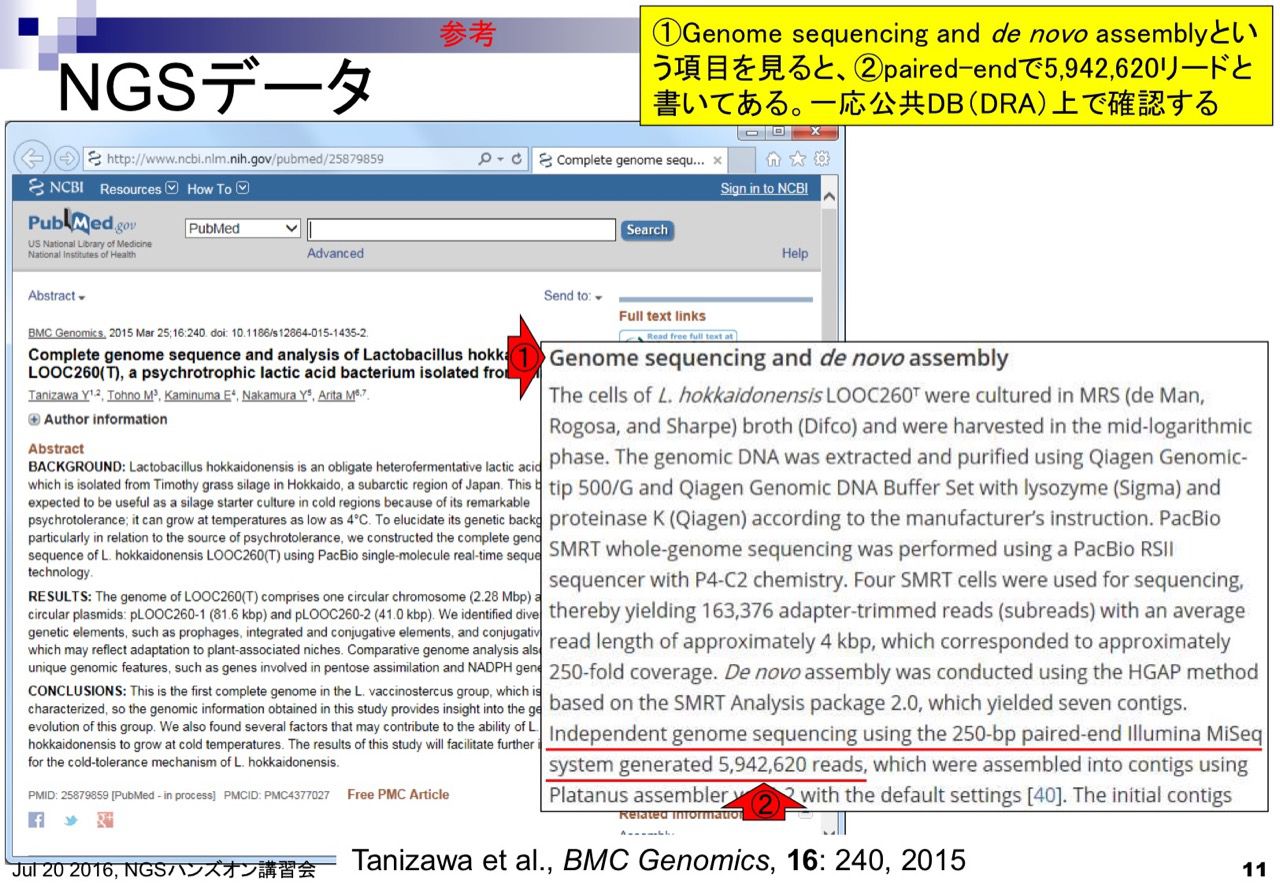 参考
NGSデータ
①Genome sequencing and de novo assemblyとい
う項目を見ると、②paired-endで5,942,620リードと
書いてある。一応公共DB(DRA)上で確認する
http://www.ncbi.nlm.nih.gov/pubmed/25879859
Complete genome sequ...
NCBI Resources How To
Sign in to NCBI
PubMed.gov
US National Library of Medicine
National Institutes of Health
PubMed
Search
Advanced
Help
Abstract
Send to:
Full text links
Read free full text at
BMC Genomics. 2015 Mar 25;16:240. doi: 10.1186/s12864-015-1435-2.
Complete genome sequence and analysis of Lactobacillus hokk
LOOC260(T), a psychrotrophic lactic acid bacterium isolated fro
Tanizawa Y1,2, Tohno M3, Kaminuma E4, Nakamura Y5, Arita M6,7.
Author information
Abstract
BACKGROUND: Lactobacillus hokkaidonensis is an obligate heterofermentative lactic acid
which is isolated from Timothy grass silage in Hokkaido, a subarctic region of Japan. This b
expected to be useful as a silage starter culture in cold regions because of its remarkable
psychrotolerance; it can grow at temperatures as low as 4°C. To elucidate its genetic backg
particularly in relation to the source of psychrotolerance, we constructed the complete geno
sequence of L. hokkaidonensis LOOC260(T) using PacBio single-molecule real-time seque
technology.
RESULTS: The genome of LOOC260(T) comprises one circular chromosome (2.28 Mbp) a
circular plasmids: pLOOC260-1 (81.6 kbp) and pLOOC260-2 (41.0 kbp). We identified dive
genetic elements, such as prophages, integrated and conjugative elements, and conjugativ
which may reflect adaptation to plant-associated niches. Comparative genome analysis als
unique genomic features, such as genes involved in pentose assimilation and NADPH gene
CONCLUSIONS: This is the first complete genome in the L. vaccinostercus group, which is
characterized, so the genomic information obtained in this study provides insight into the ge
evolution of this group. We also found several factors that may contribute to the ability of L.
hokkaidonensis to grow at cold temperatures. The results of this study will facilitate further i
for the cold-tolerance mechanism of L. hokkaidonensis.
PMID: 25879859 [PubMed - in process] PMCID: PMC4377027 Free PMC Article
①
Genome sequencing and de novo assembly
The cells of L. hokkaidonensis LOOC260T were cultured in MRS (de Man,
Rogosa, and Sharpe) broth (Difco) and were harvested in the mid-logarithmic
phase. The genomic DNA was extracted and purified using Qiagen Genomic-
tip 500/G and Qiagen Genomic DNA Buffer Set with lysozyme (Sigma) and
proteinase K (Qiagen) according to the manufacturer's instruction. PacBio
SMRT whole-genome sequencing was performed using a PacBio RSII
sequencer with P4-C2 chemistry. Four SMRT cells were used for sequencing,
thereby yielding 163,376 adapter-trimmed reads (subreads) with an average
read length of approximately 4 kbp, which corresponded to approximately
250-fold coverage. De novo assembly was conducted using the HGAP method
based on the SMRT Analysis package 2.0, which yielded seven contigs.
Independent genome sequencing using the 250-bp paired-end Illumina MiSeq
system generated 5,942,620 reads, which were assembled into contigs using
Platanus assembler v 2 with the default settings [40]. The initial contigs
②
Related information
Jul 20 2016, NGSハンズオン講習会
Tanizawa et al., BMC Genomics, 16: 240, 2015
11